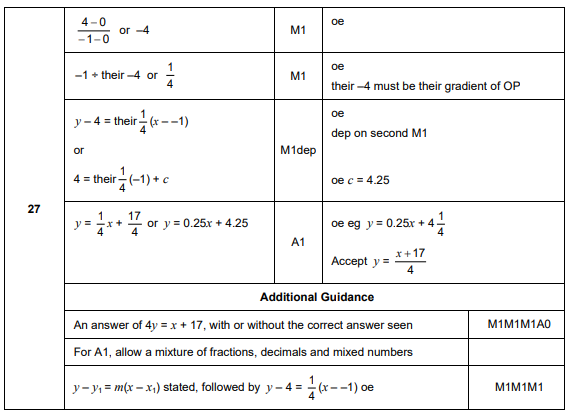 27
4 – 0 / –1 – 0 or –4 M1 oe
–1 ÷ their –4 or 1/4 M1 oe
their –4 must be their gradient of OP
y – 4 = their 1/4 (x – –1) M1dep oe
dep on second M1
or
4 = their 1/4 (–1) + c oe c = 4.25
y = 1/4 x + 17/4 or y = 0.25x + 4.25 A1 oe eg y = 0.25x + 4 1/4
Accept y = x + 17 / 4
Additional Guidance
An answer of 4y = x + 17, with or without the correct answer seen M1M1M1A0
For A1, allow a mixture of fractions, decimals and mixed numbers
y – y₁ = m(x – x₁) stated, followed by y – 4 = 1/4 (x – –1) oe M1M1M1